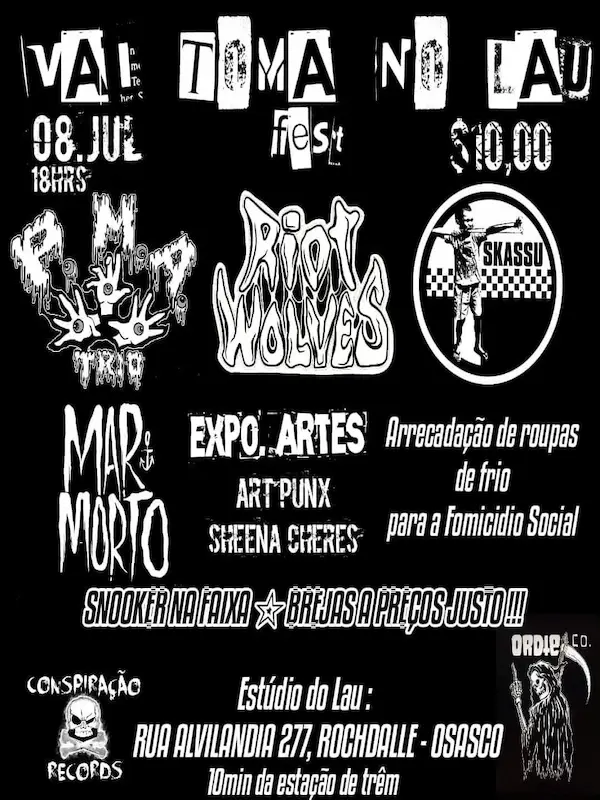 VAI TOMA NO LAU
fest
08.JUL
18HRS
$10,00
P.M.D
TRIO
RIOT
WOLVES
SKASSU
MAR
MORTO
EXPO. ARTES
ART PUNX
SHEENA CHERES
Arrecadação de roupas
de frio
para a Fomicidio Social
SNOOKER NA FAIXA ☆ BREJAS A PREÇOS JUSTO !!!
CONSPIRAÇÃO
RECORDS
Estúdio do Lau :
RUA ALVILANDIA 277, ROCHDALLE - OSASCO
10min da estação de trêm
ORDIE CO.